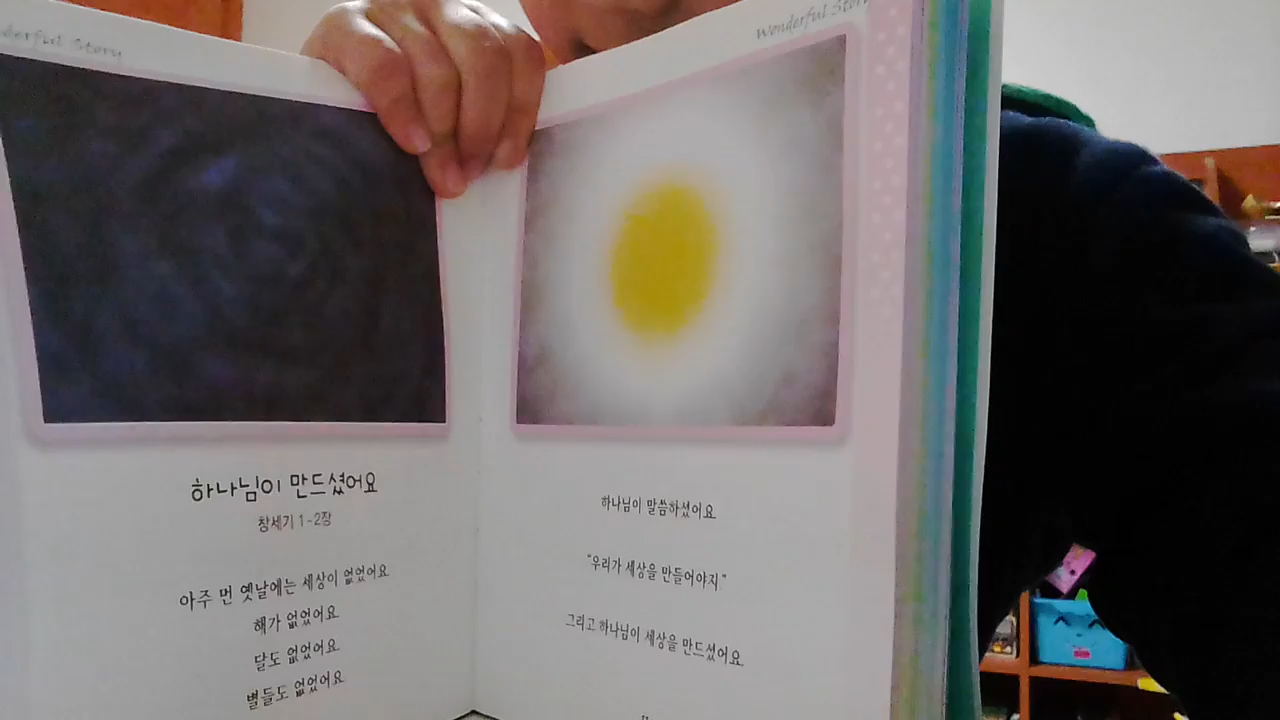 Wonderful Story
하나님이 만드셨어요
창세기 1-2장
아주 먼 옛날에는 세상이 없었어요
해가 없었어요
달도 없었어요
별들도 없었어요
Wonderful Story
하나님이 말씀하셨어요
"우리가 세상을 만들어야지"
그리고 하나님이 세상을 만드셨어요